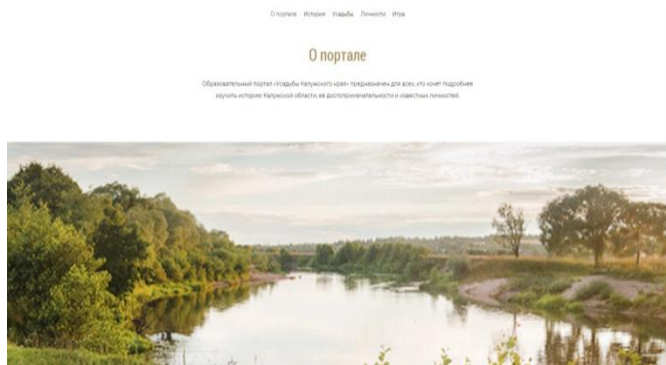 О портале История Усадьбы Личности Игра
О портале
Образовательный портал «Усадьбы Калужского края» предназначен для всех, кто хочет подробнее
изучить историю Калужской области, её достопримечательности и известных личностей.